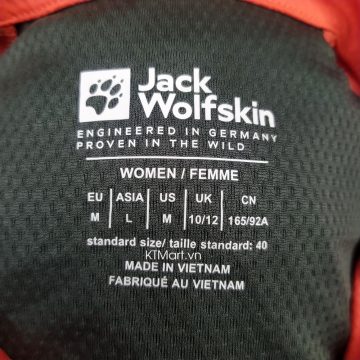 Jack
Wolfskin
ENGINEERED IN GERMANY
PROVEN IN THE WILD
WOMEN / FEMME
EU ASIA US UK CN
M L M 10/12 165/92A
standard size/ taille standard: 40
KTMart.vn
MADE IN VIETNAM
FABRIQUÉ AU VIETNAM